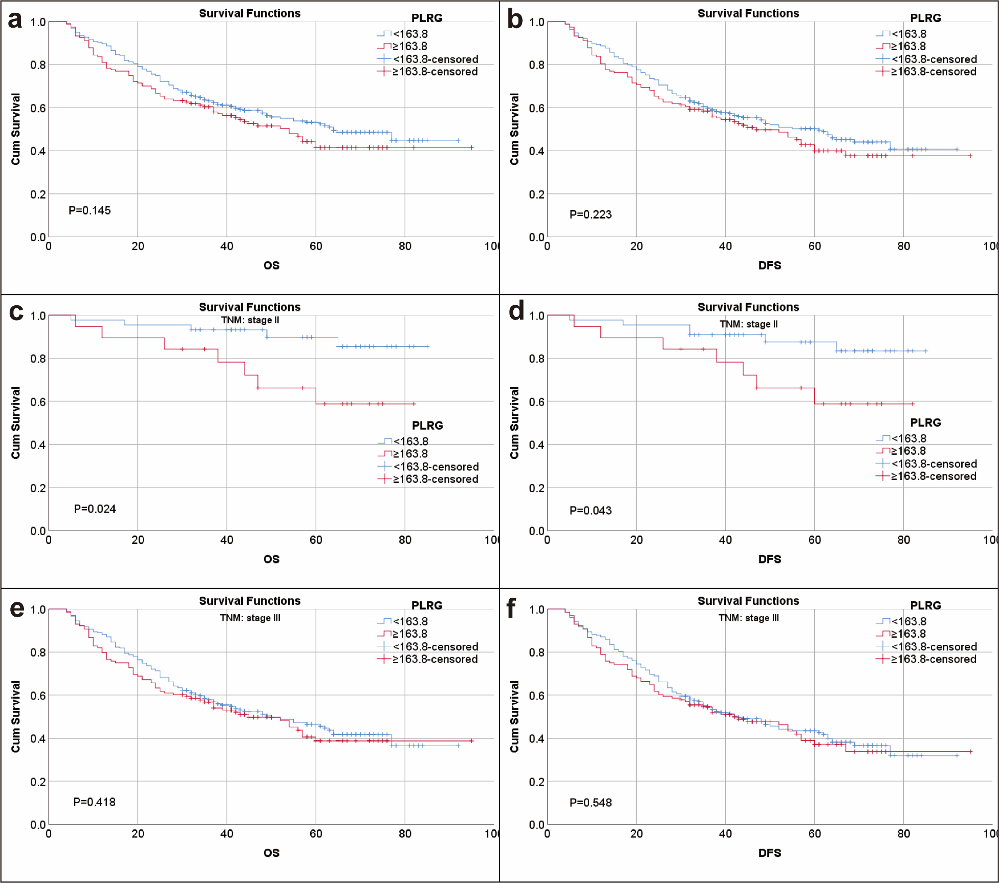 a
Survival Functions
PLRG
<163.8
≥163.8
<163.8-censored
≥163.8-censored
Cum Survival
1.0
0.8
0.6
0.4
0.2
0.0
P=0.145
0 20 40 60 80 10
OS
b
Survival Functions
PLRG
<163.8
≥163.8
<163.8-censored
≥163.8-censored
Cum Survival
1.0
0.8
0.6
0.4
0.2
0.0
P=0.223
0 20 40 60 80 10
DFS
c
Survival Functions
TNM: stage II
Cum Survival
1.0
0.8
0.6
0.4
0.2
0.0
PLRG
<163.8
≥163.8
<163.8-censored
≥163.8-censored
P=0.024
0 20 40 60 80 10
OS
d
Survival Functions
TNM: stage II
Cum Survival
1.0
0.8
0.6
0.4
0.2
0.0
PLRG
<163.8
≥163.8
<163.8-censored
≥163.8-censored
P=0.043
0 20 40 60 80 10
DFS
e
Survival Functions
TNM: stage III
PLRG
<163.8
≥163.8
<163.8-censored
≥163.8-censored
Cum Survival
1.0
0.8
0.6
0.4
0.2
0.0
P=0.418
0 20 40 60 80 10
OS
f
Survival Functions
TNM: stage III
PLRG
<163.8
≥163.8
<163.8-censored
≥163.8-censored
Cum Survival
1.0
0.8
0.6
0.4
0.2
0.0
P=0.548
0 20 40 60 80 10
DFS